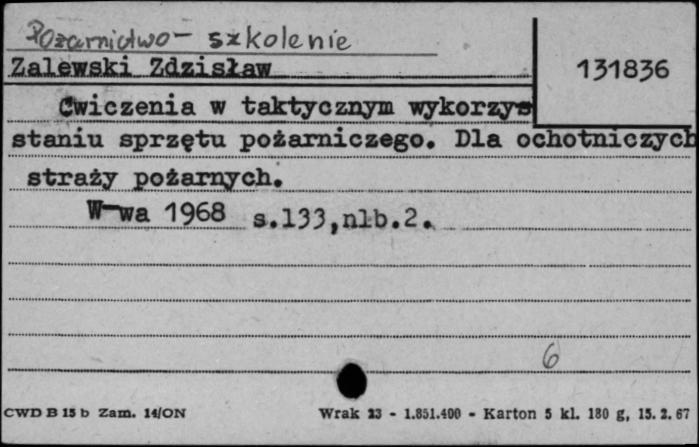 Pożarnictwo - szkolenie
Zalewski Zdzisław
131836
Ćwiczenia w taktycznym wykorzys
staniu sprzętu pożarniczego. Dla ochotniczych
straży pożarnych.
W-wa 1968 s.133,nlb.2.
6
CWD B 15 b Zam. 14/ON
Wrak 23 - 1.851.400 - Karton 5 kl. 180 g, 15. 2. 67